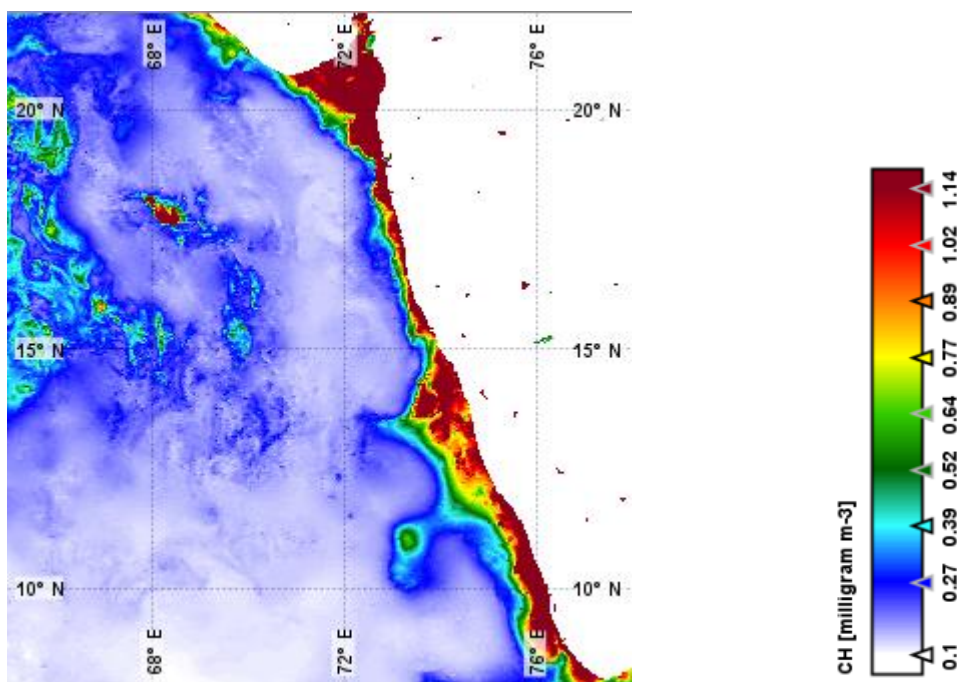 68° E
72° E
76° E
20° N
20° N
15° N
15° N
10° N
10° N
68° E
72° E
76° E
CH [milligram m-3]
0.1
0.27
0.39
0.52
0.64
0.77
0.89
1.02
1.14